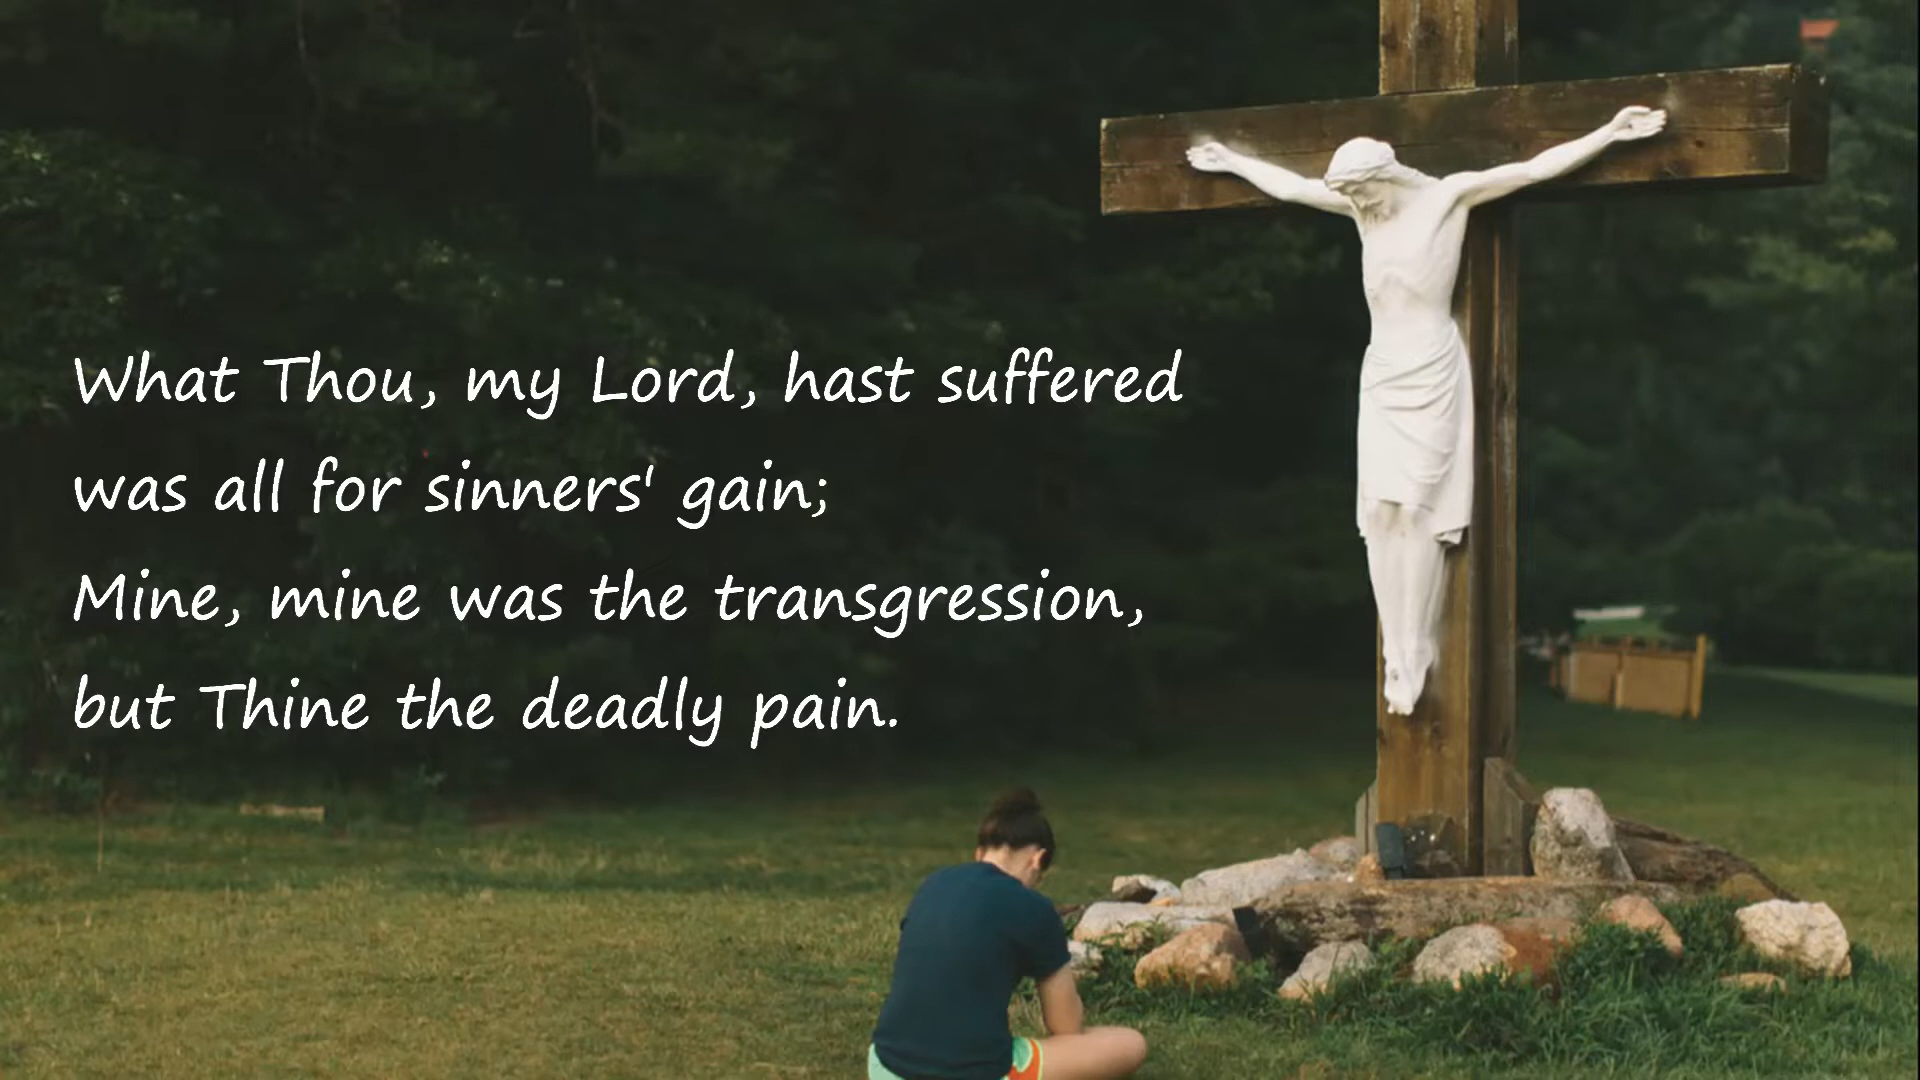 What Thou, my Lord, hast suffered
was all for sinners' gain;
Mine, mine was the transgression,
but Thine the deadly pain.